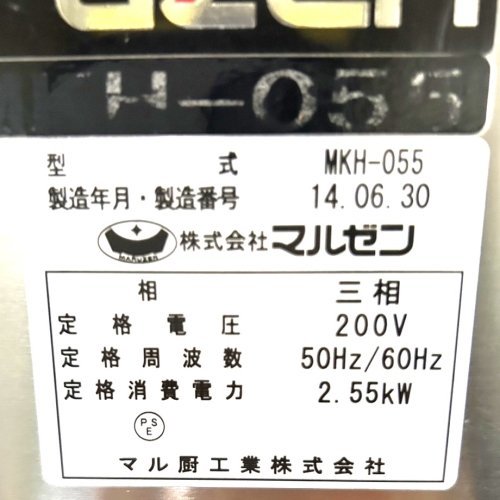 H-055
型式 MKH-055
製造年月・製造番号 14.06.30
MARUZEN 株式会社 マルゼン
相 三相
定格電圧 200V
定格周波数 50Hz/60Hz
定格消費電力 2.55kW
PS
E
マル厨工業株式会社